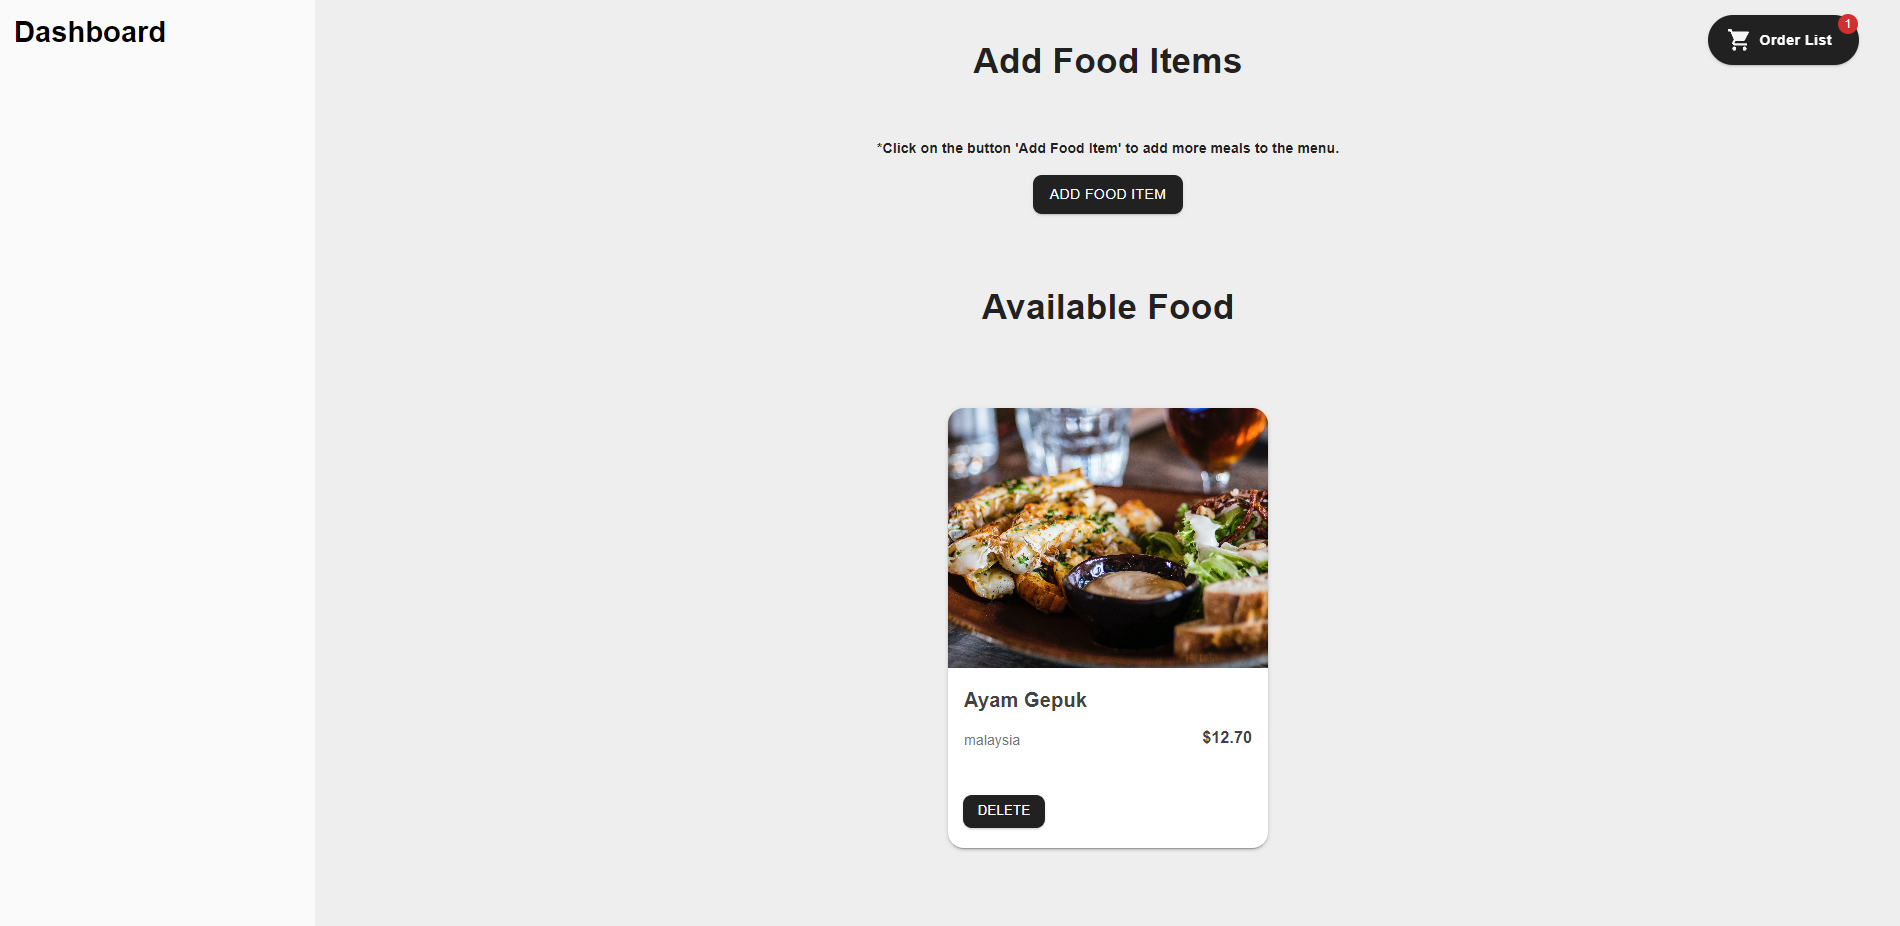 Dashboard
1
Order List
Add Food Items
*Click on the button 'Add Food Item' to add more meals to the menu.
ADD FOOD ITEM
Available Food
Ayam Gepuk
malaysia
$12.70
DELETE